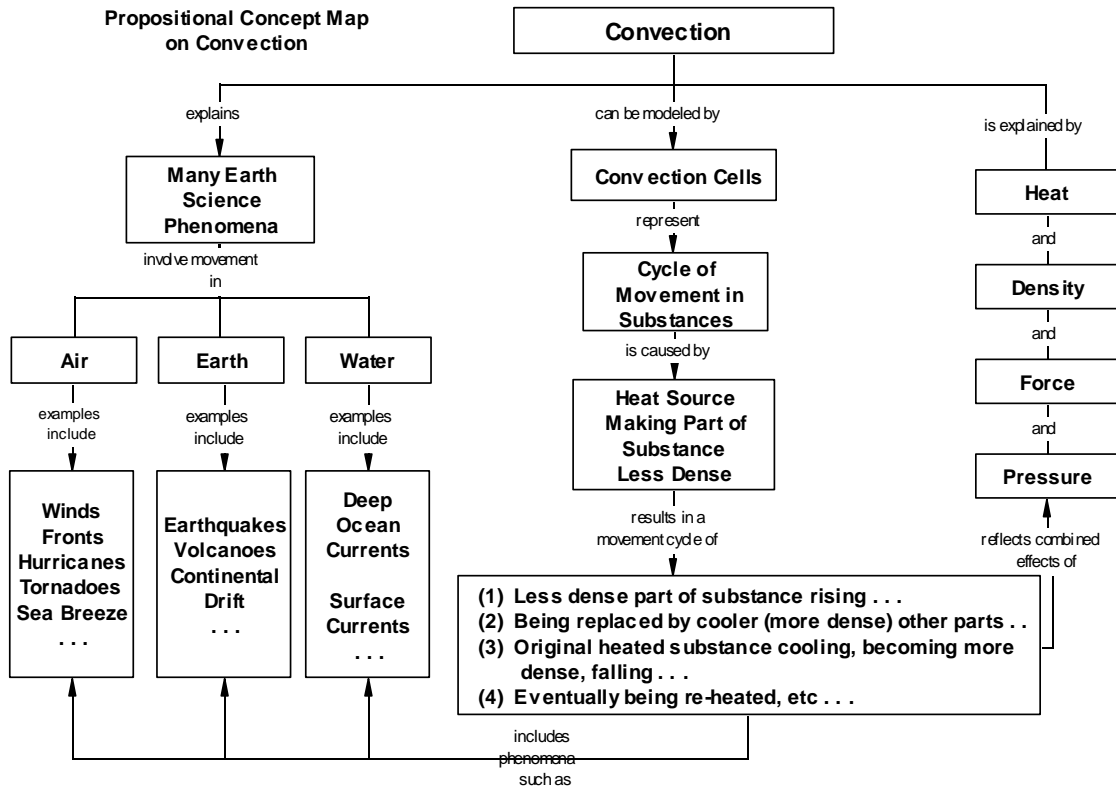 Propositional Concept Map
on Convection
Convection
explains
can be modeled by
is explained by
Many Earth
Science
Phenomena
Convection Cells
Heat
involve movement
in
represent
and
Cycle of
Movement in
Substances
Density
and
Air
Earth
Water
is caused by
Force
examples
include
examples
include
examples
include
Heat Source
Making Part of
Substance
Less Dense
and
Pressure
Winds
Fronts
Hurricanes
Tornadoes
Sea Breeze
. . .
Earthquakes
Volcanoes
Continental
Drift
. . .
Deep
Ocean
Currents
Surface
Currents
. . .
results in a
movement cycle of
reflects combined
effects of
(1) Less dense part of substance rising . . .
(2) Being replaced by cooler (more dense) other parts . .
(3) Original heated substance cooling, becoming more
dense, falling . . .
(4) Eventually being re-heated, etc . . .
includes
phenomena
such as